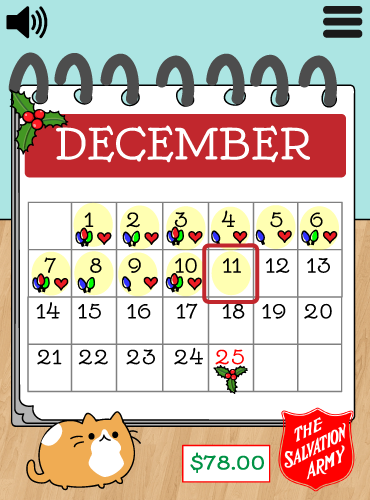 DECEMBER
1 2 3 4 5 6
7 8 9 10 11 12 13
14 15 16 17 18 19 20
21 22 23 24 25
$78.00
THE
SALVATION
ARMY